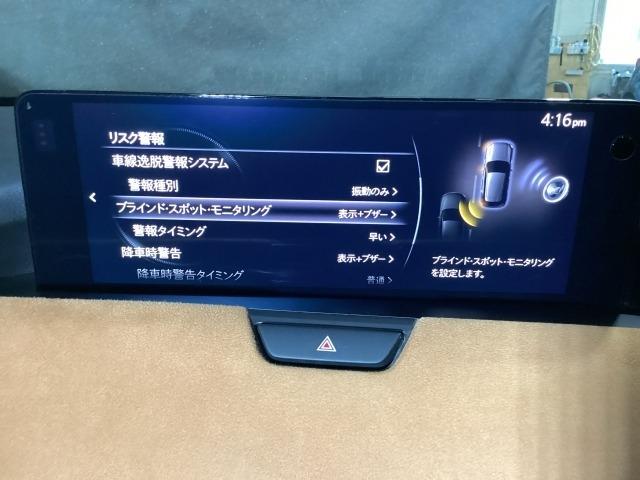 4:16pm
リスク警報
車線逸脱警報システム
警報種別 振動のみ
ブラインド・スポット・モニタリング 表示+ブザー
警報タイミング 早い
降車時警告 表示+ブザー
降車時警告タイミング 普通
ブラインド・スポット・モニタリング
を設定します。